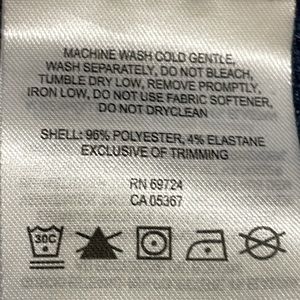 MACHINE WASH COLD GENTLE,
WASH SEPARATELY, DO NOT BLEACH,
TUMBLE DRY LOW, REMOVE PROMPTLY,
IRON LOW, DO NOT USE FABRIC SOFTENER,
DO NOT DRYCLEAN
SHELL: 96% POLYESTER, 4% ELASTANE
EXCLUSIVE OF TRIMMING
RN 69724
CA 05367
30C